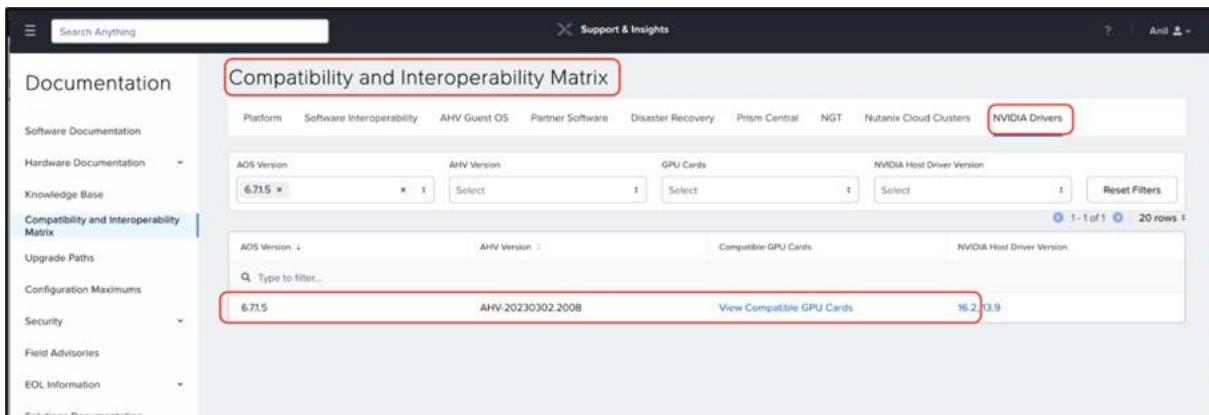 Search Anything
Support & Insights
?
Anil
Documentation
Software Documentation
Hardware Documentation
Knowledge Base
Compatibility and Interoperability
Matrix
Upgrade Paths
Configuration Maximums
Security
Field Advisories
EOL Information
Solutions Documentation
Compatibility and Interoperability Matrix
Platform Software Interoperability AHV Guest OS Partner Software Disaster Recovery Prism Central NGT Nutanix Cloud Clusters NVIDIA Drivers
AOS Version AHV Version GPU Cards NVIDIA Host Driver Version
6.7.1.5 × × Select Select Select Reset Filters
1 - 1 of 1 20 rows
AOS Version ↓ AHV Version Compatible GPU Cards NVIDIA Host Driver Version
Type to filter...
6.7.1.5 AHV-20230302.2008 View Compatible GPU Cards 16.2, 13.9